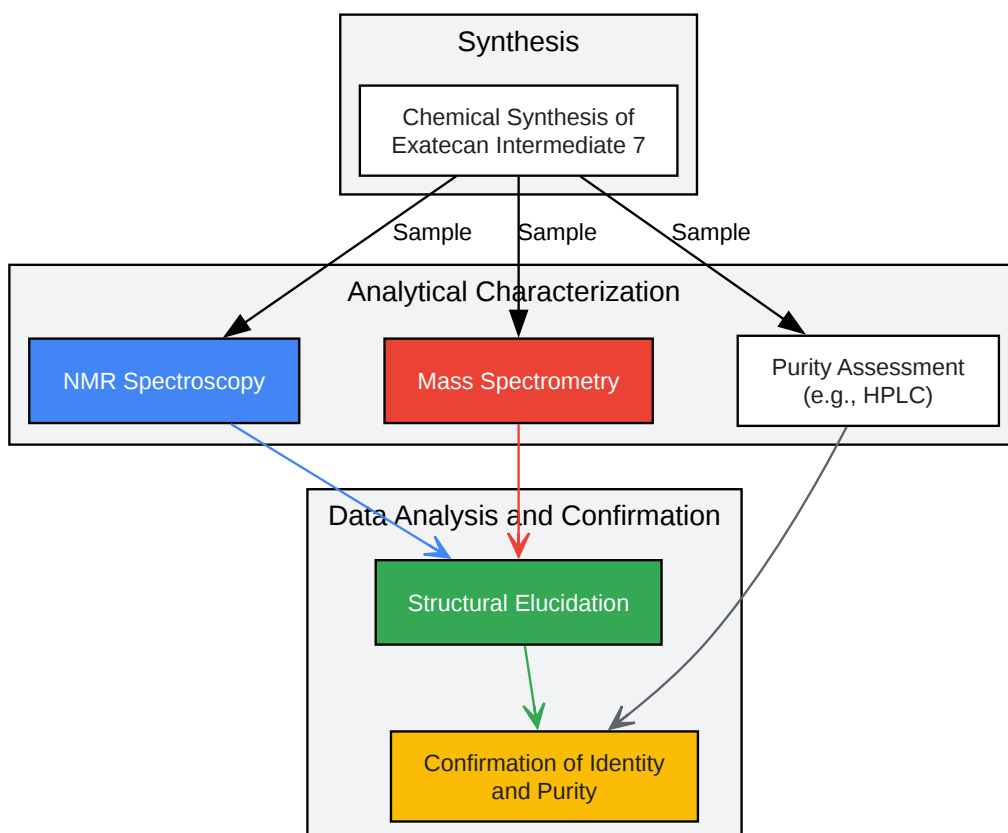 Synthesis
Chemical Synthesis of
Exatecan Intermediate 7
Sample
Sample
Sample
Analytical Characterization
NMR Spectroscopy
Mass Spectrometry
Purity Assessment
(e.g., HPLC)
Data Analysis and Confirmation
Structural Elucidation
Confirmation of Identity
and Purity